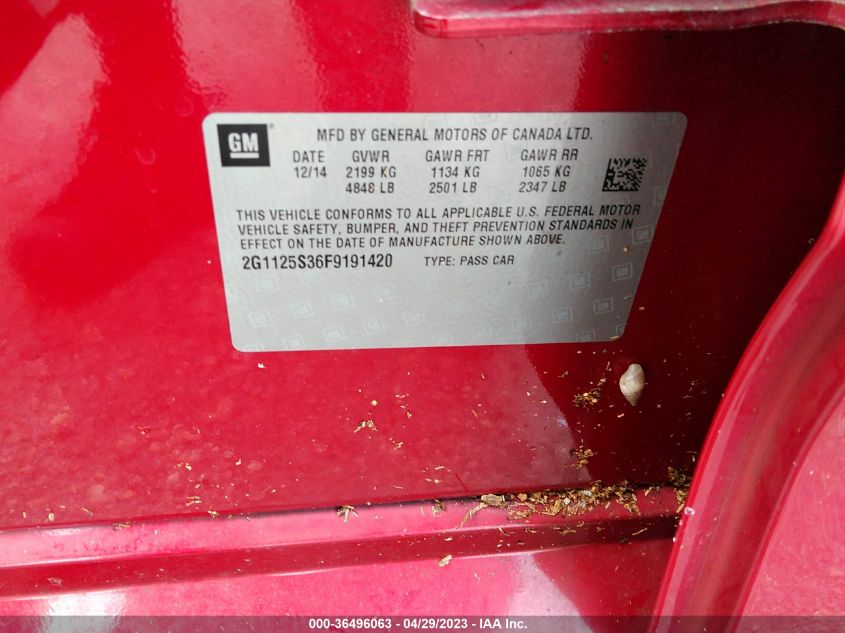 GM
MFD BY GENERAL MOTORS OF CANADA LTD.
DATE GVWR GAWR FRT GAWR RR
12/14 2199 KG 1134 KG 1065 KG
4848 LB 2501 LB 2347 LB
THIS VEHICLE CONFORMS TO ALL APPLICABLE U.S. FEDERAL MOTOR
VEHICLE SAFETY, BUMPER, AND THEFT PREVENTION STANDARDS IN
EFFECT ON THE DATE OF MANUFACTURE SHOWN ABOVE.
2G1125S36F9191420 TYPE: PASS CAR
000-36496063 - 04/29/2023 - IAA Inc.